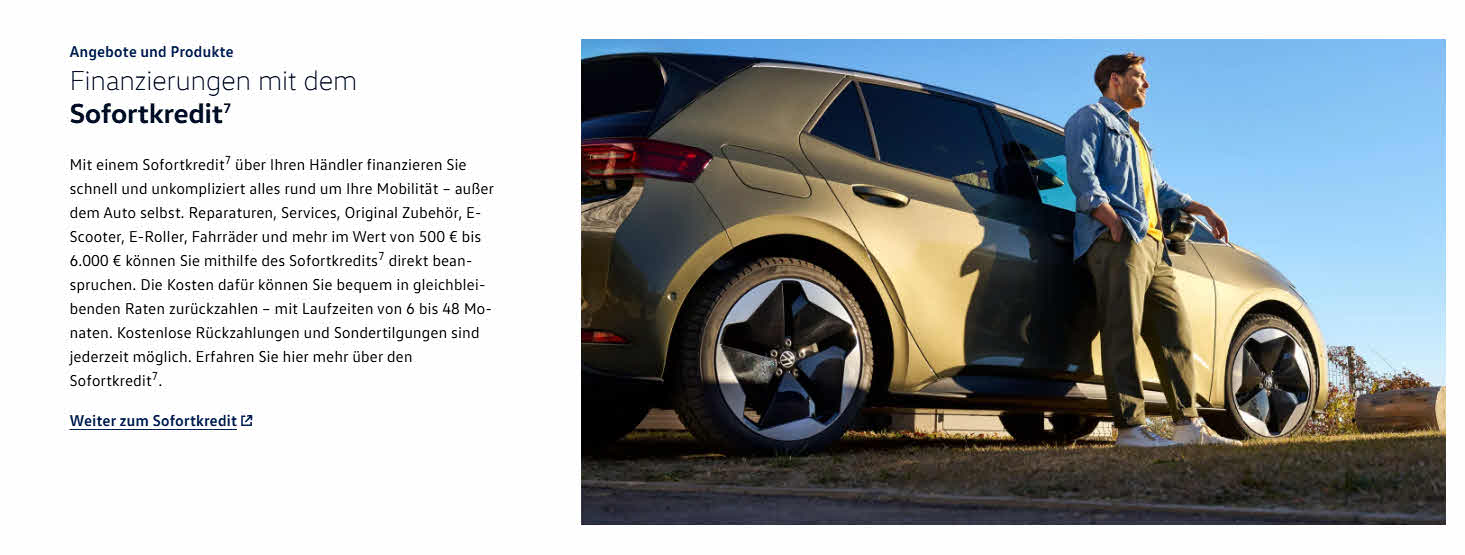 Angebote und Produkte
Finanzierungen mit dem
Sofortkredit⁷
Mit einem Sofortkredit⁷ über Ihren Händler finanzieren Sie
schnell und unkompliziert alles rund um Ihre Mobilität – außer
dem Auto selbst. Reparaturen, Services, Original Zubehör, E-
Scooter, E-Roller, Fahrräder und mehr im Wert von 500 € bis
6.000 € können Sie mithilfe des Sofortkredits⁷ direkt bean-
spruchen. Die Kosten dafür können Sie bequem in gleichblei-
benden Raten zurückzahlen – mit Laufzeiten von 6 bis 48 Mo-
naten. Kostenlose Rückzahlungen und Sondertilgungen sind
jederzeit möglich. Erfahren Sie hier mehr über den
Sofortkredit⁷.
Weiter zum Sofortkredit